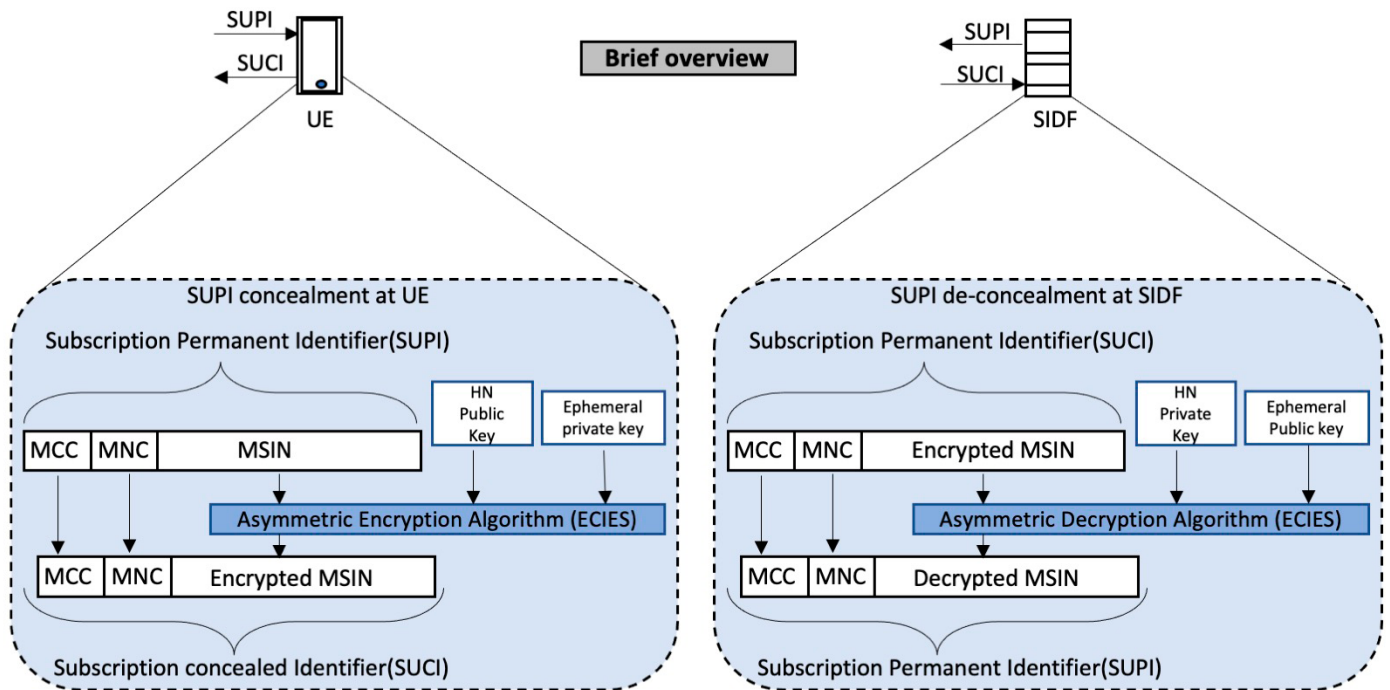 SUPI
SUCI
UE
Brief overview
SUPI
SUCI
SIDF
SUPI concealment at UE
Subscription Permanent Identifier(SUPI)
HN
Public
Key
Ephemeral
private key
MCC
MNC
MSIN
Asymmetric Encryption Algorithm (ECIES)
MCC
MNC
Encrypted MSIN
Subscription concealed Identifier(SUCI)
SUPI de-concealment at SIDF
Subscription Permanent Identifier(SUCI)
HN
Private
Key
Ephemeral
Public key
MCC
MNC
Encrypted MSIN
Asymmetric Decryption Algorithm (ECIES)
MCC
MNC
Decrypted MSIN
Subscription Permanent Identifier(SUPI)